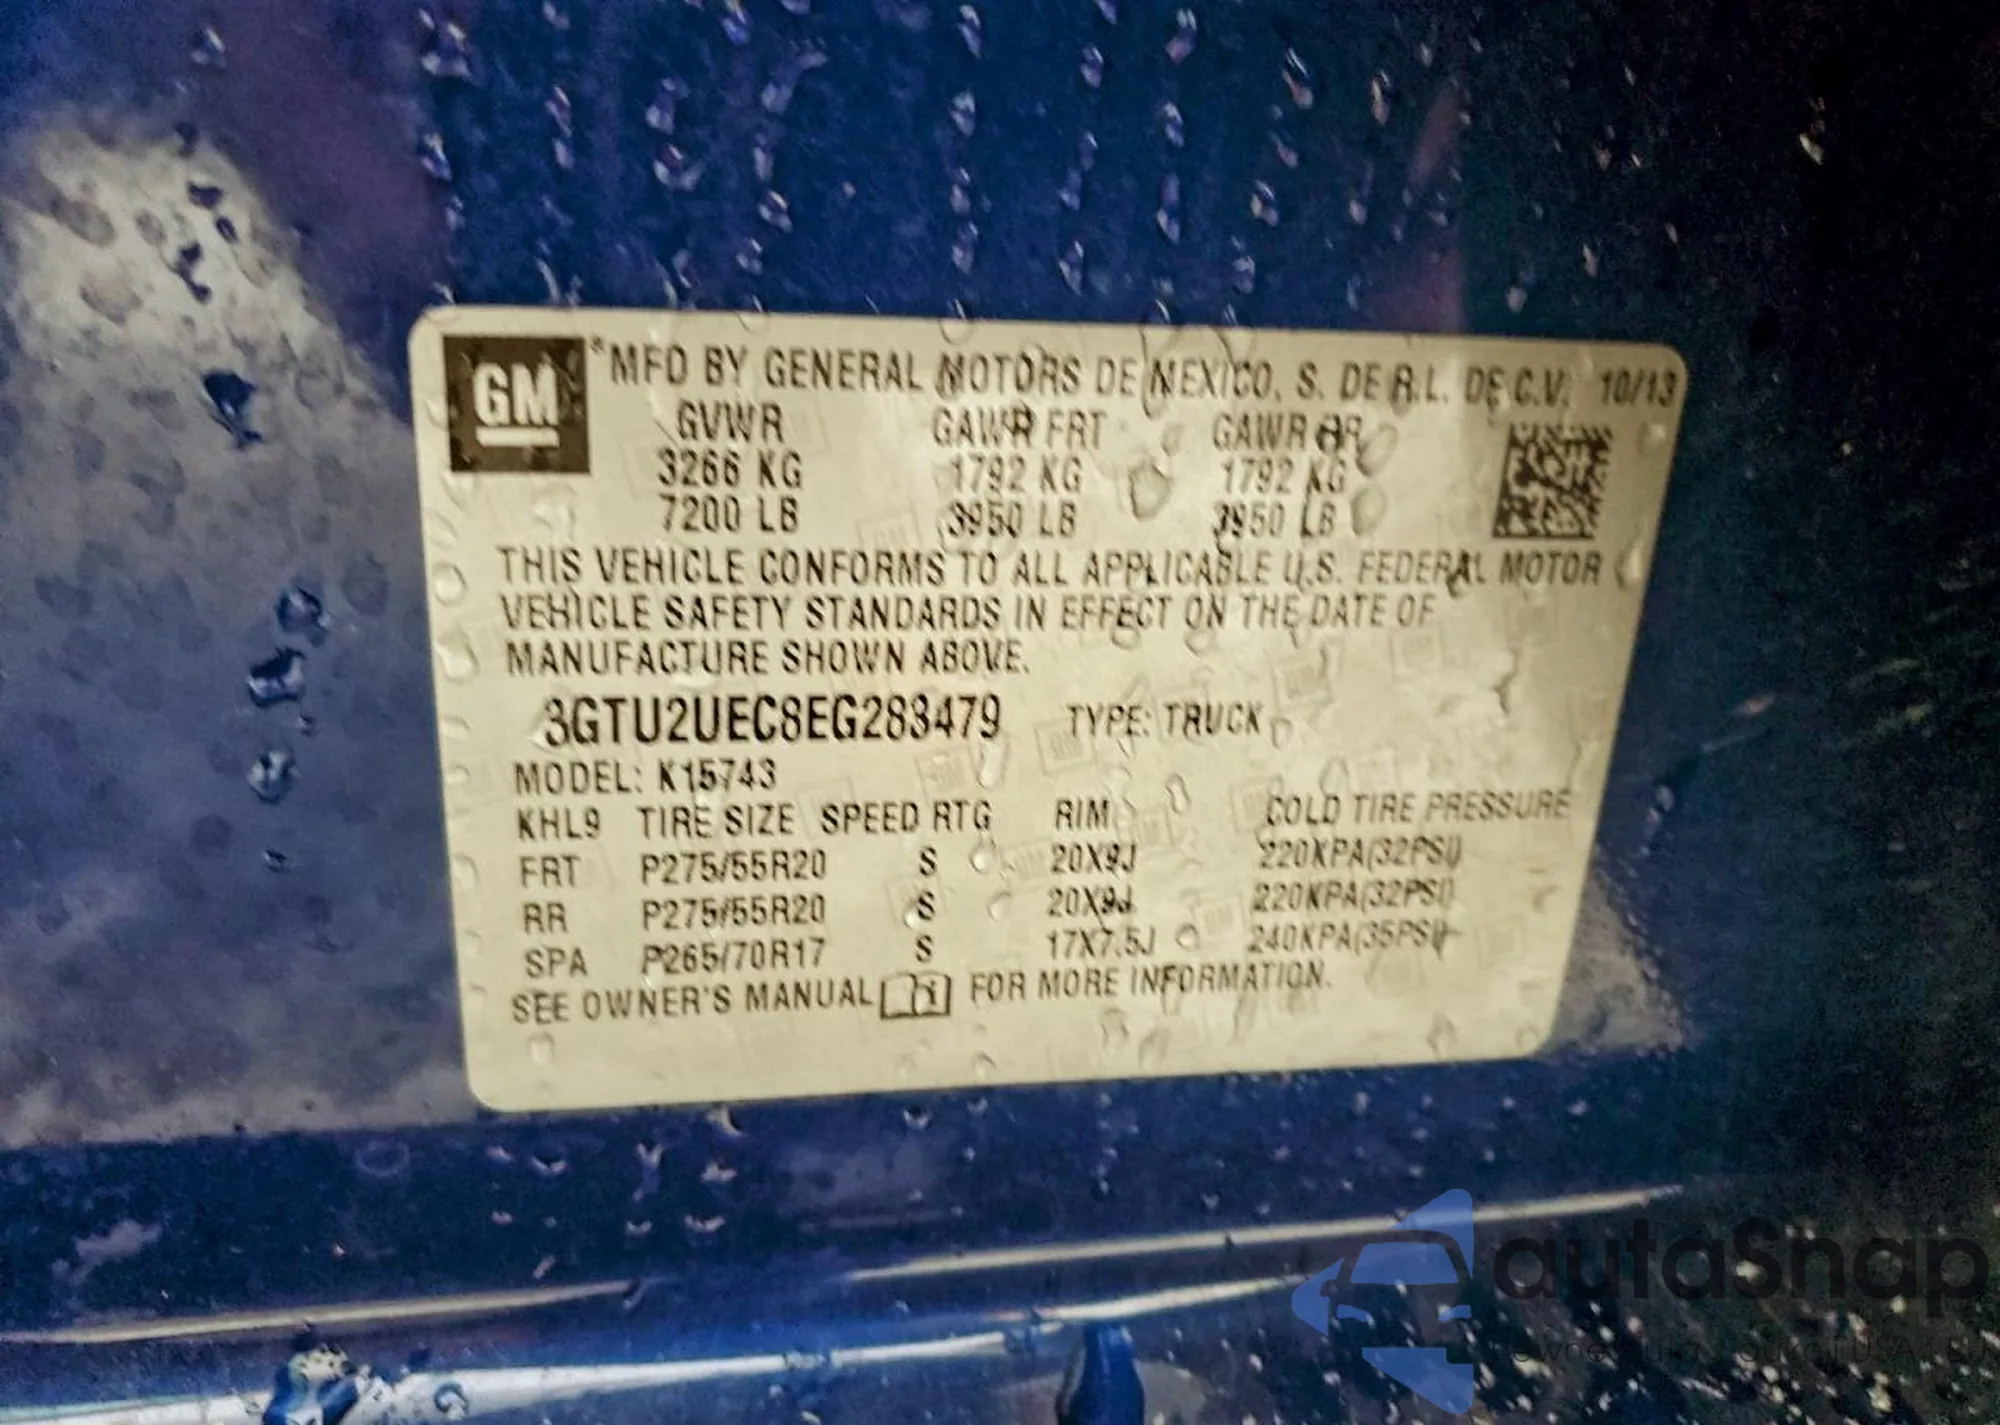 GM ® MFD BY GENERAL MOTORS DE MEXICO, S. DE R.L. DE C.V. 10/13
GVWR GAWR FRT GAWR RR
3266 KG 1792 KG 1792 KG
7200 LB 3950 LB 3950 LB
THIS VEHICLE CONFORMS TO ALL APPLICABLE U.S. FEDERAL MOTOR
VEHICLE SAFETY STANDARDS IN EFFECT ON THE DATE OF
MANUFACTURE SHOWN ABOVE.
3GTU2UEC8EG283479 TYPE: TRUCK
MODEL: K15743
KHL9 TIRE SIZE SPEED RTG RIM COLD TIRE PRESSURE
FRT P275/55R20 S 20X9J 220KPA(32PSI)
RR P275/55R20 S 20X9J 220KPA(32PSI)
SPA P265/70R17 S 17X7.5J 240KPA(35PSI)
SEE OWNER'S MANUAL FOR MORE INFORMATION.
autoSnap